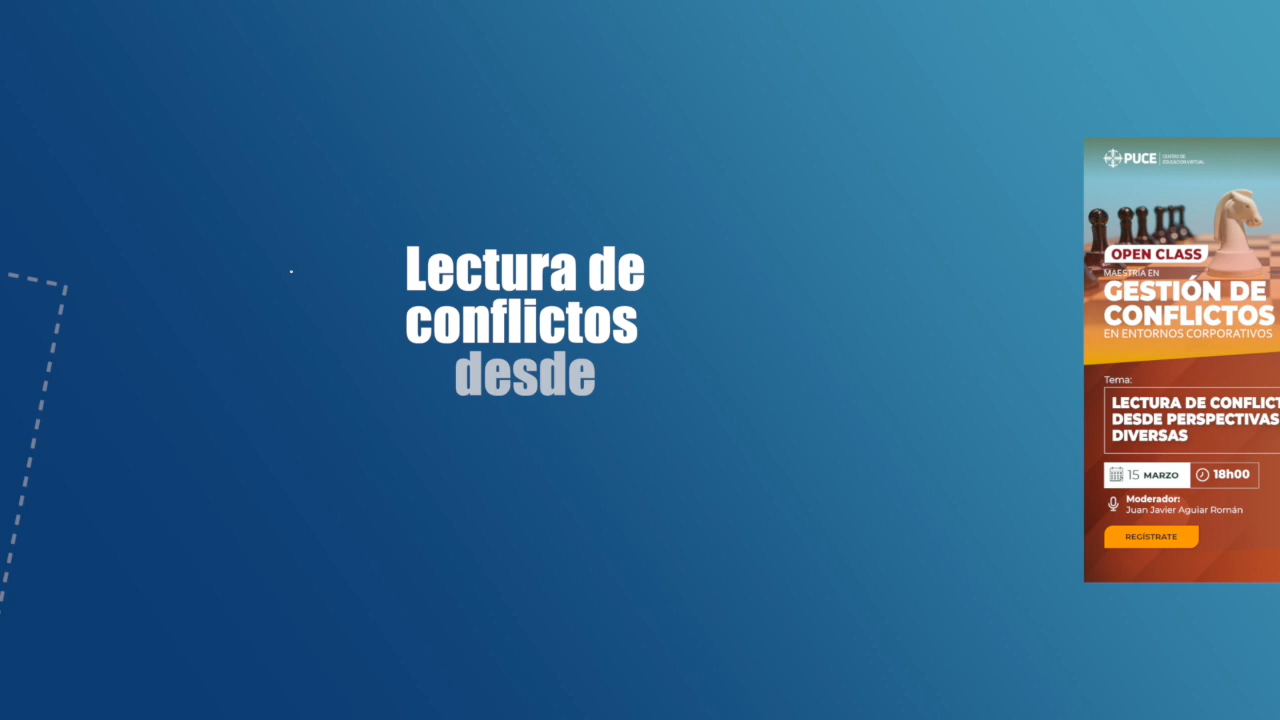 Lectura de
conflictos
desde
PUCE
CENTRO DE
EDUCACIÓN VIRTUAL
OPEN CLASS
MAESTRÍA EN
GESTIÓN DE
CONFLICTOS
EN ENTORNOS CORPORATIVOS
Tema:
LECTURA DE CONFLICT
DESDE PERSPECTIVAS
DIVERSAS
15 MARZO
18h00
Moderador:
Juan Javier Aguiar Román
REGÍSTRATE